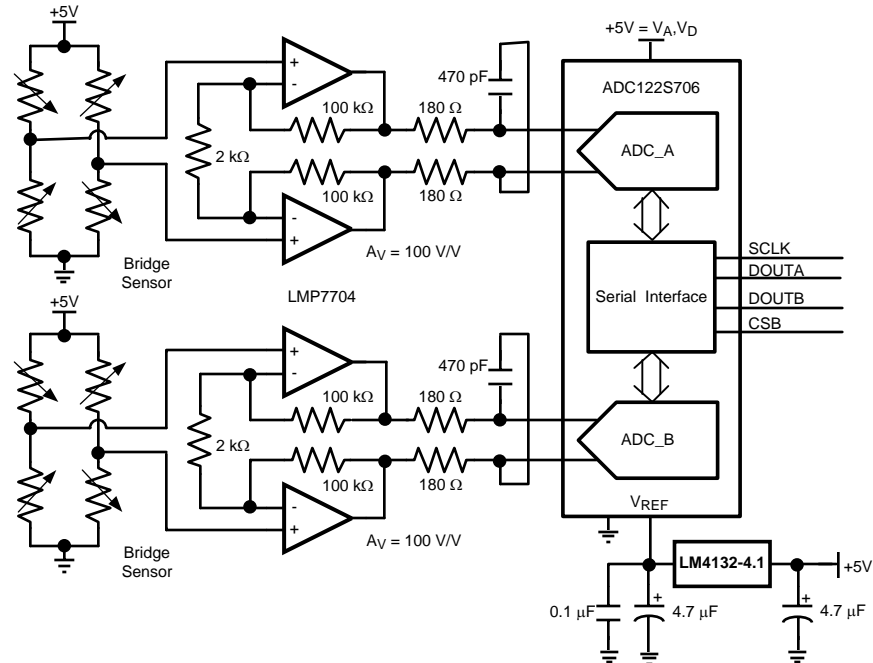 +5V
+5V = VA,VD
470 pF
ADC122S706
+
-
100 kΩ
180 Ω
ADC_A
2 kΩ
-
+
100 kΩ
180 Ω
AV = 100 V/V
Bridge
Sensor
LMP7704
Serial Interface
SCLK
DOUTA
DOUTB
CSB
+5V
470 pF
+
-
100 kΩ
180 Ω
ADC_B
2 kΩ
-
+
100 kΩ
180 Ω
AV = 100 V/V
Bridge
Sensor
VREF
LM4132-4.1
+5V
0.1 µF
+
4.7 µF
+
4.7 µF